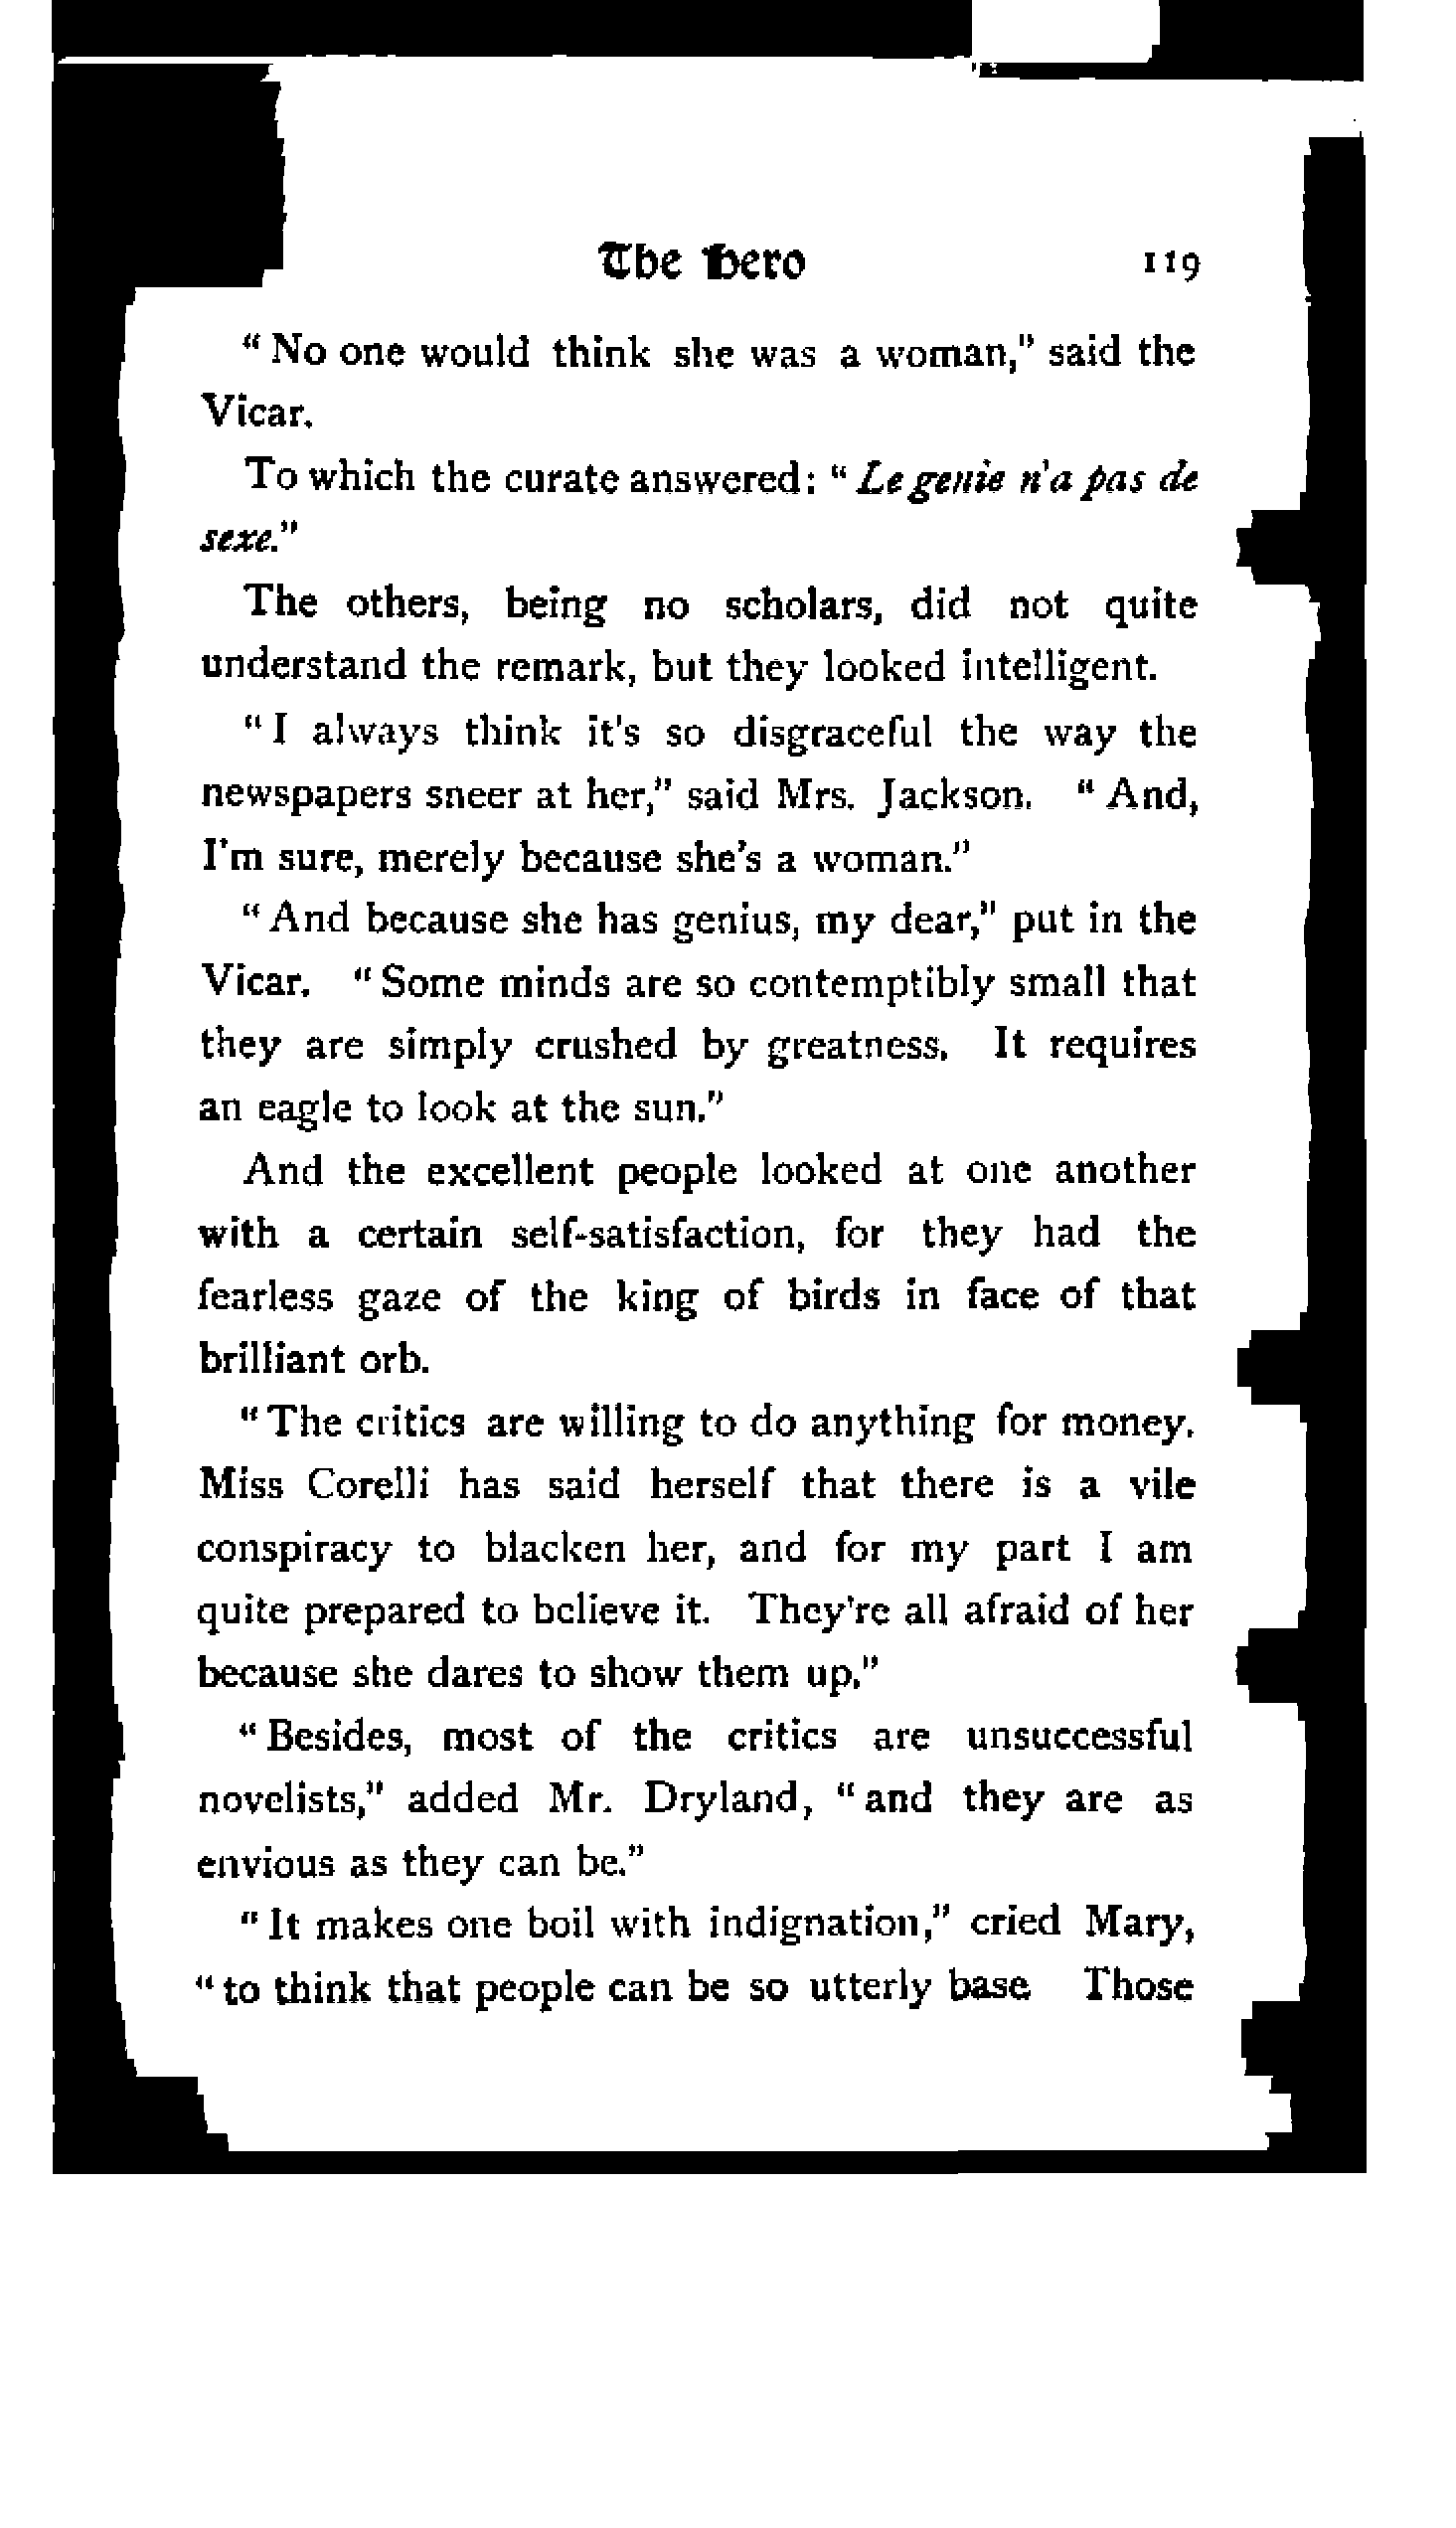 The Hero 119
" No one would think she was a woman," said the
Vicar.
To which the curate answered: " Le genie n'a pas de
sexe."
The others, being no scholars, did not quite
understand the remark, but they looked intelligent.
" I always think it's so disgraceful the way the
newspapers sneer at her," said Mrs. Jackson. " And,
I'm sure, merely because she's a woman."
" And because she has genius, my dear," put in the
Vicar. " Some minds are so contemptibly small that
they are simply crushed by greatness. It requires
an eagle to look at the sun."
And the excellent people looked at one another
with a certain self-satisfaction, for they had the
fearless gaze of the king of birds in face of that
brilliant orb.
" The critics are willing to do anything for money.
Miss Corelli has said herself that there is a vile
conspiracy to blacken her, and for my part I am
quite prepared to believe it. They're all afraid of her
because she dares to show them up."
" Besides, most of the critics are unsuccessful
novelists," added Mr. Dryland, " and they are as
envious as they can be."
" It makes one boil with indignation," cried Mary,
" to think that people can be so utterly base Those